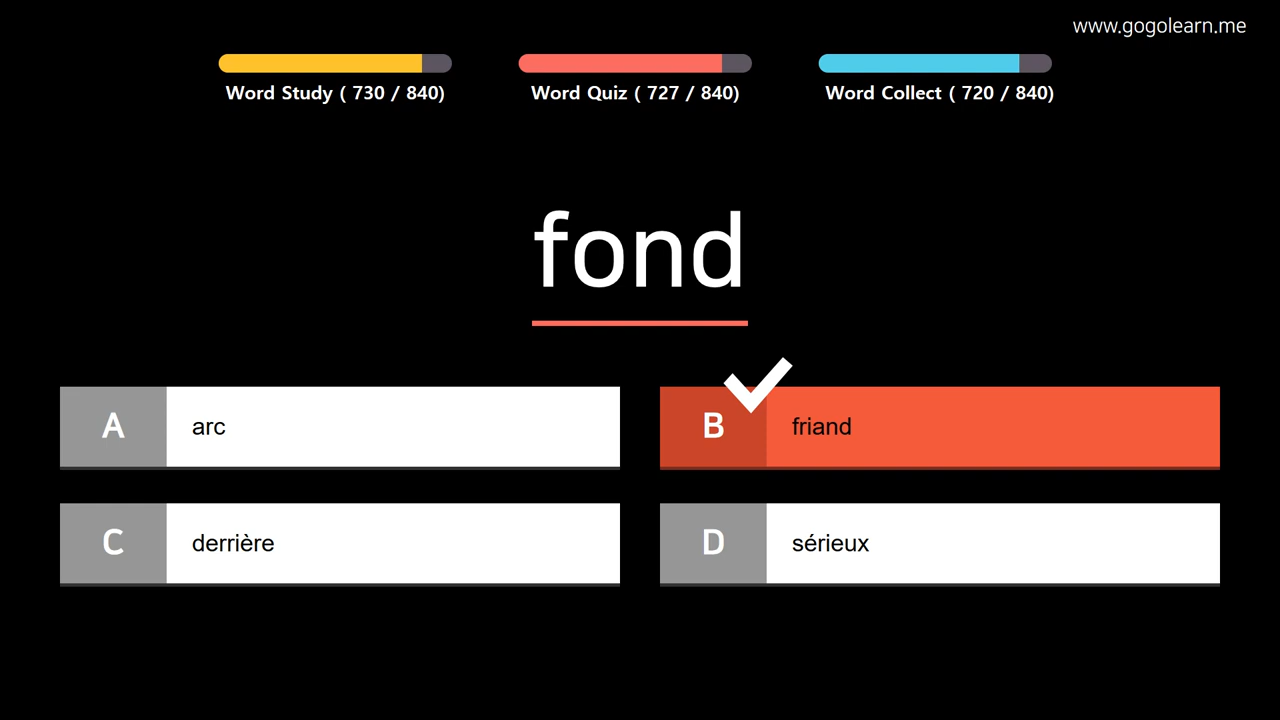 www.gogolearn.me
Word Study ( 730 / 840)
Word Quiz ( 727 / 840)
Word Collect ( 720 / 840)
fond
A arc
B friand
C derrière
D sérieux